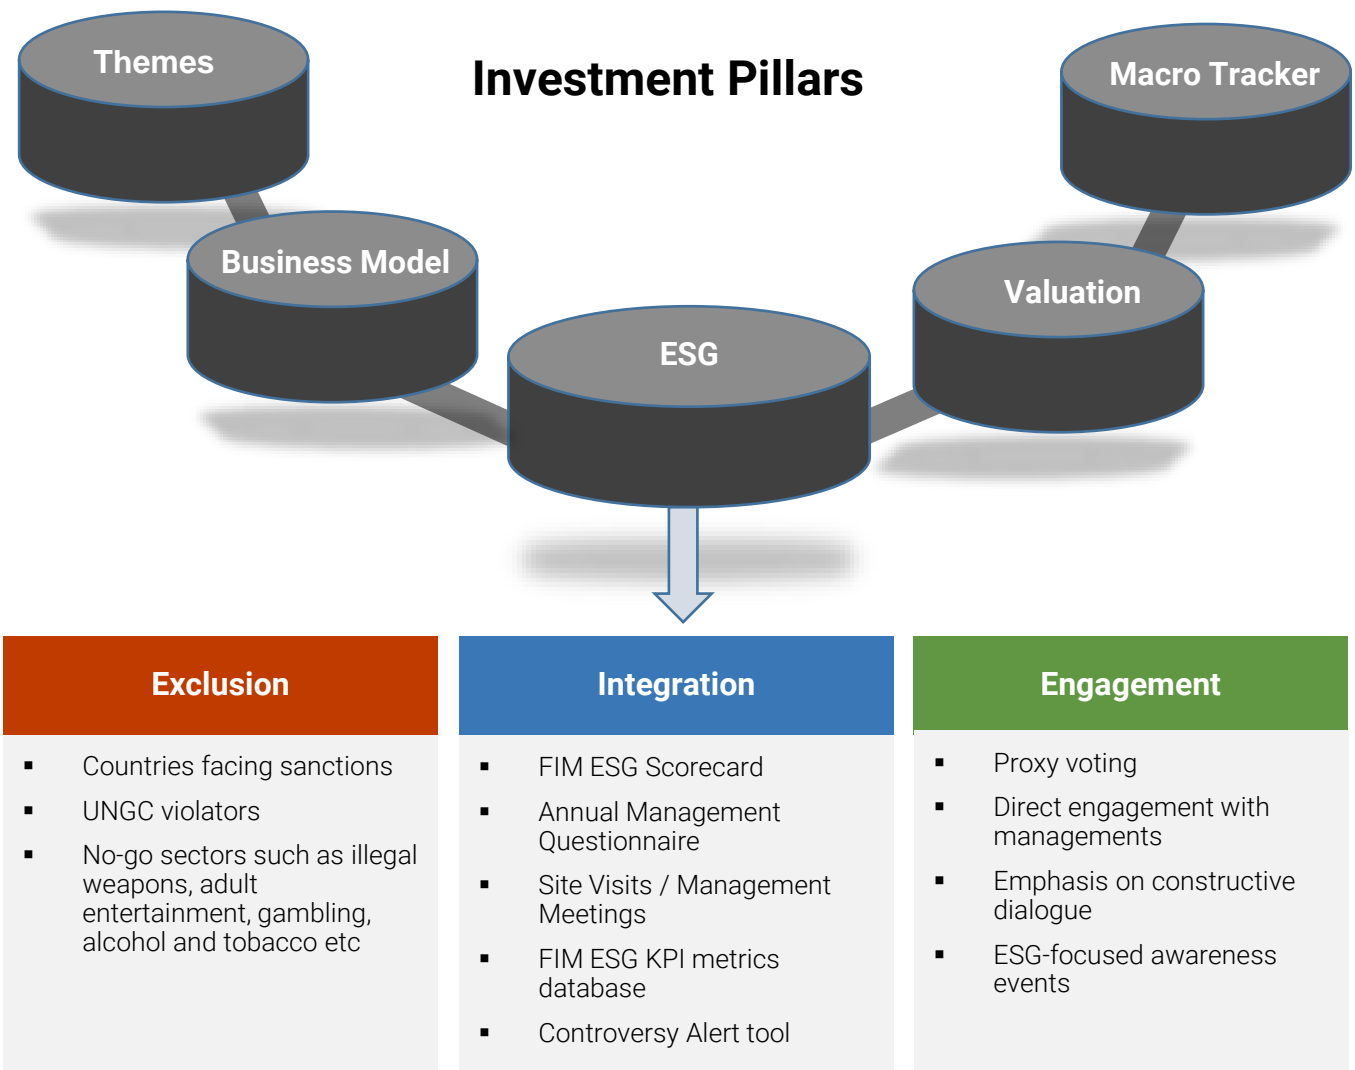 Themes
Investment Pillars
Macro Tracker
Business Model
Valuation
ESG
Exclusion
▪ Countries facing sanctions
▪ UNGC violators
▪ No-go sectors such as illegal
weapons, adult
entertainment, gambling,
alcohol and tobacco etc
Integration
▪ FIM ESG Scorecard
▪ Annual Management
Questionnaire
▪ Site Visits / Management
Meetings
▪ FIM ESG KPI metrics
database
▪ Controversy Alert tool
Engagement
▪ Proxy voting
▪ Direct engagement with
managements
▪ Emphasis on constructive
dialogue
▪ ESG-focused awareness
events